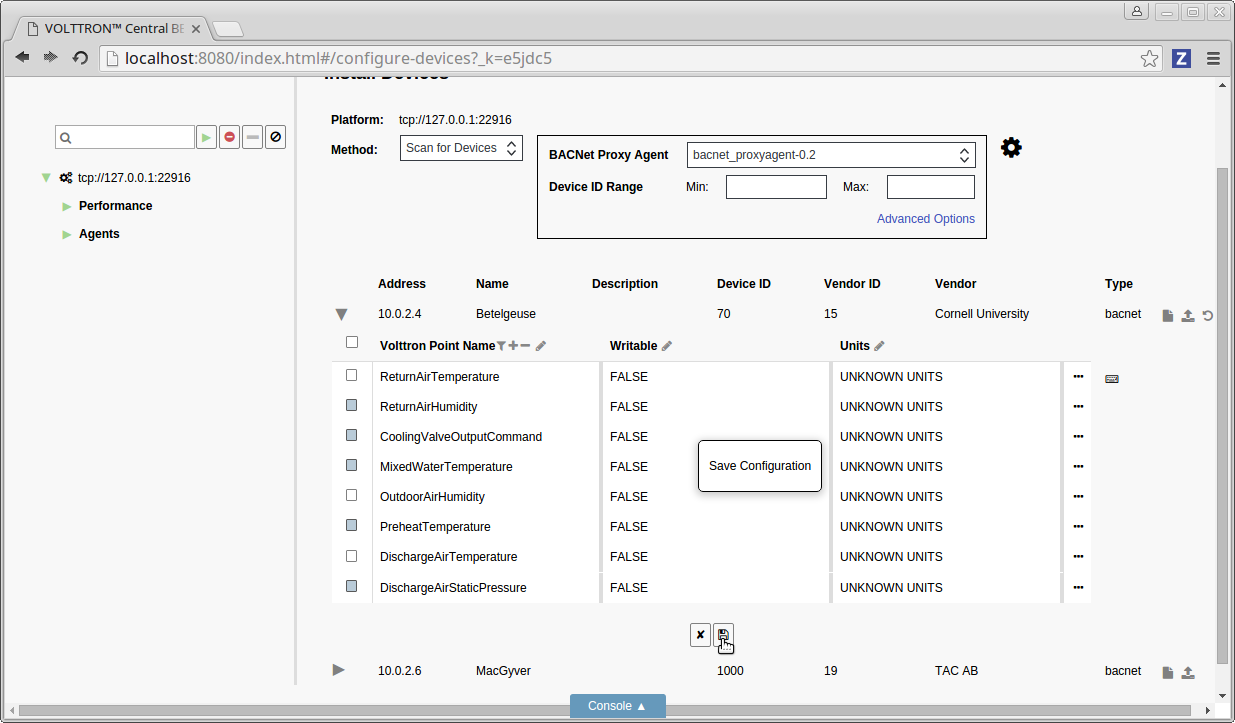 VOLTTRON™ Central BE
localhost:8080/index.html#/configure-devices?_k=e5jdc5
Z
Install Devices
Platform: tcp://127.0.0.1:22916
Method: Scan for Devices
BACNet Proxy Agent bacnet_proxyagent-0.2
Device ID Range Min: Max:
Advanced Options
tcp://127.0.0.1:22916
Performance
Agents
Address Name Description Device ID Vendor ID Vendor Type
10.0.2.4 Betelgeuse 70 15 Cornell University bacnet
Volttron Point Name Writable Units
ReturnAirTemperature FALSE UNKNOWN UNITS
ReturnAirHumidity FALSE UNKNOWN UNITS
CoolingValveOutputCommand FALSE UNKNOWN UNITS
MixedWaterTemperature FALSE UNKNOWN UNITS
Save Configuration
OutdoorAirHumidity FALSE UNKNOWN UNITS
PreheatTemperature FALSE UNKNOWN UNITS
DischargeAirTemperature FALSE UNKNOWN UNITS
DischargeAirStaticPressure FALSE UNKNOWN UNITS
10.0.2.6 MacGyver 1000 19 TAC AB bacnet
Console ▲